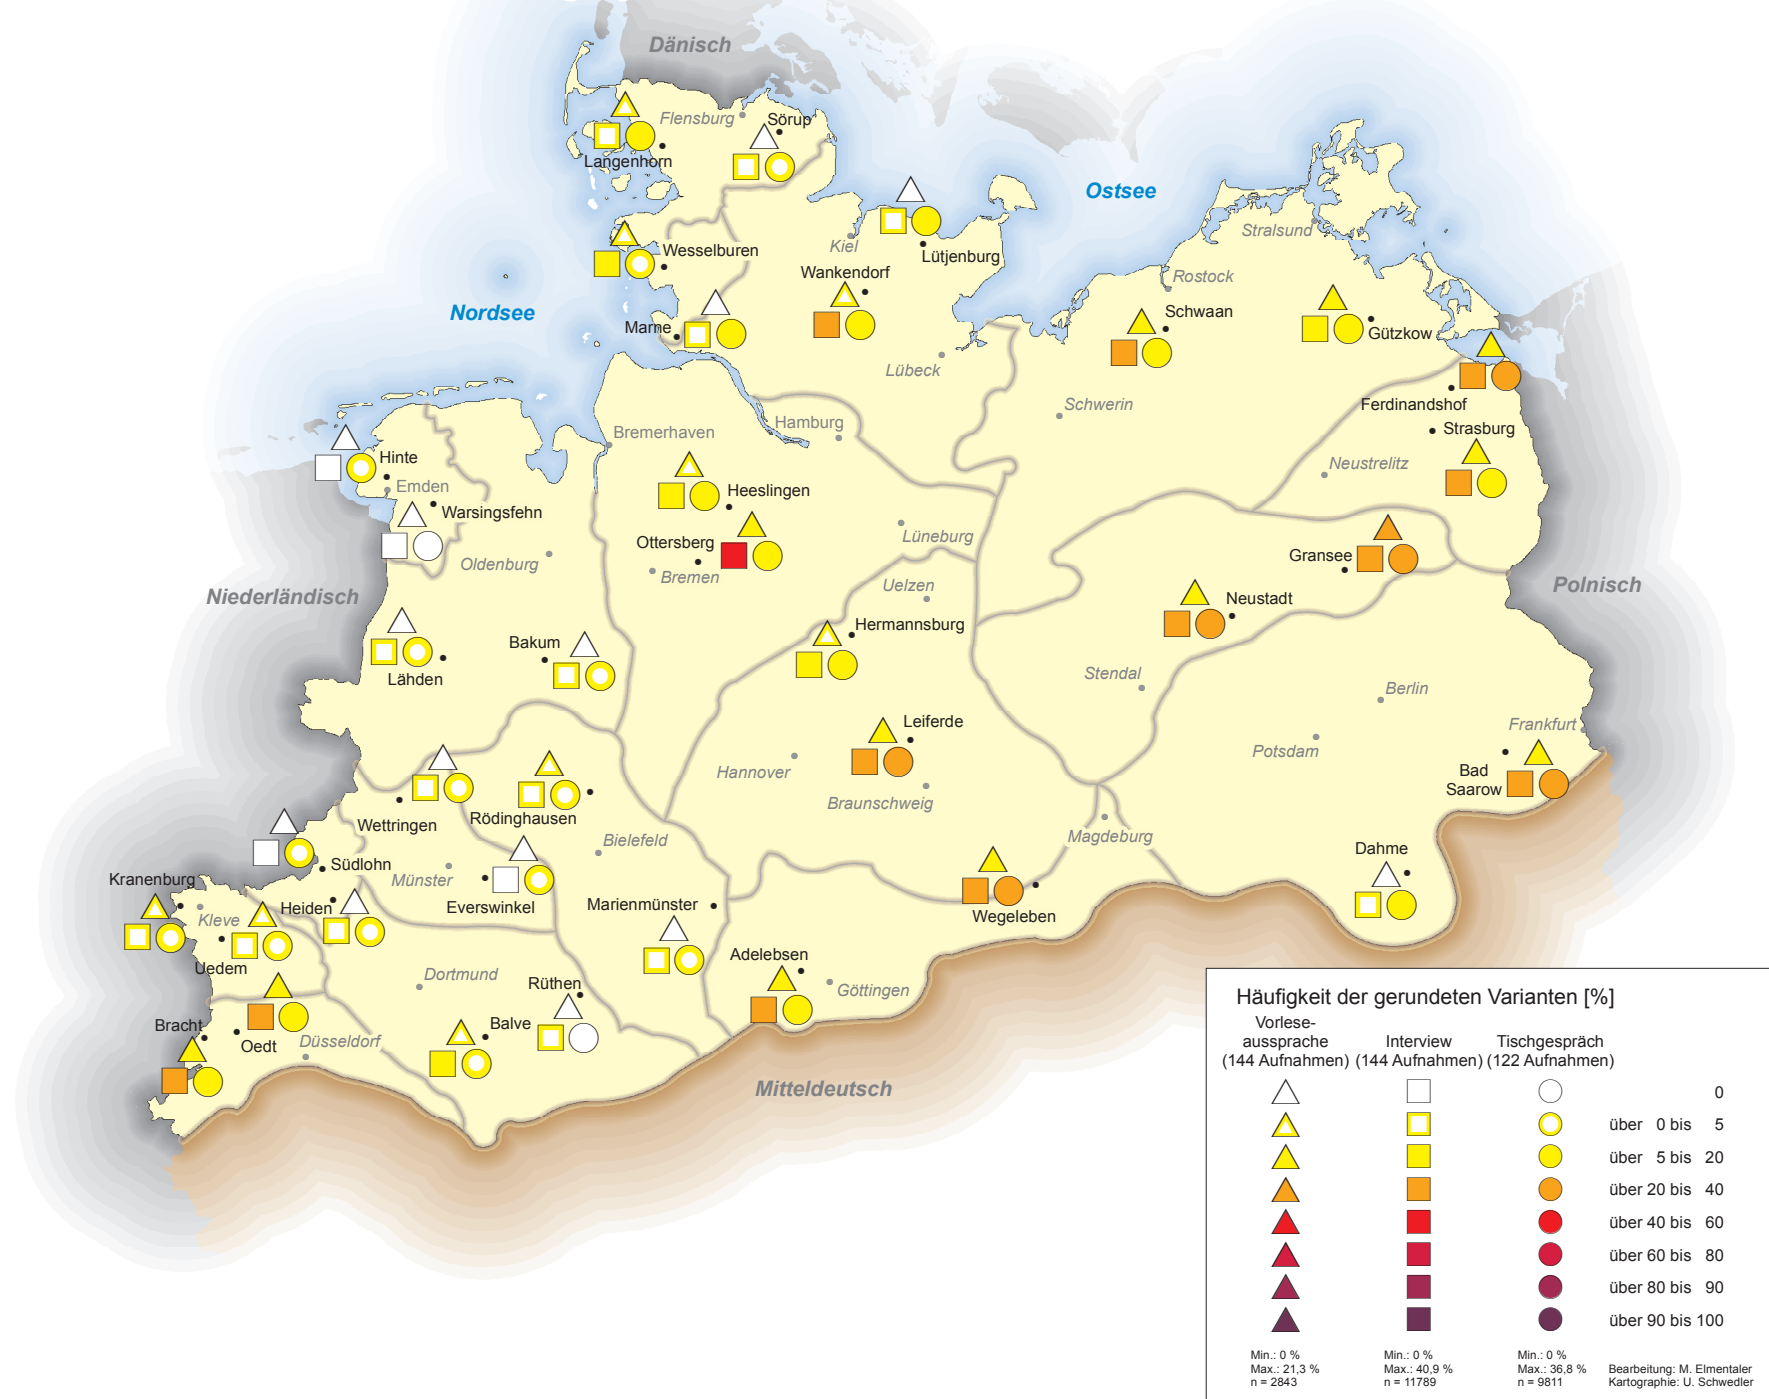 Dänisch
Flensburg
Sörup
Langenhorn
Ostsee
Stralsund
Kiel
Lütjenburg
Wesselburen
Wankendorf
Rostock
Nordsee
Schwaan
Marne
Gützkow
Lübeck
Schwerin
Ferdinandshof
Hamburg
Bremerhaven
Strasburg
Hinte
Neustrelitz
Emden
Heeslingen
Warsingsfehn
Lüneburg
Ottersberg
Oldenburg
Bremen
Gransee
Uelzen
Niederländisch
Polnisch
Neustadt
Hermannsburg
Bakum
Lähden
Stendal
Berlin
Leiferde
Frankfurt
Hannover
Potsdam
Braunschweig
Bad
Saarow
Wettringen
Rödinghausen
Bielefeld
Magdeburg
Dahme
Südlohn
Kranenburg
Münster
Heiden
Everswinkel
Marienmünster
Kleve
Wegeleben
Uedem
Adelebsen
Dortmund
Rüthen
Göttingen
Bracht
Balve
Oedt
Düsseldorf
Mitteldeutsch
Häufigkeit der gerundeten Varianten [%]
Vorlese-
aussprache Interview Tischgespräch
(144 Aufnahmen) (144 Aufnahmen) (122 Aufnahmen)
0
über 0 bis 5
über 5 bis 20
über 20 bis 40
über 40 bis 60
über 60 bis 80
über 80 bis 90
über 90 bis 100
Min.: 0 % Min.: 0 % Min.: 0 %
Max.: 21,3 % Max.: 40,9 % Max.: 36,8 % Bearbeitung: M. Elmentaler
n = 2843 n = 11789 n = 9811 Kartographie: U. Schwedler